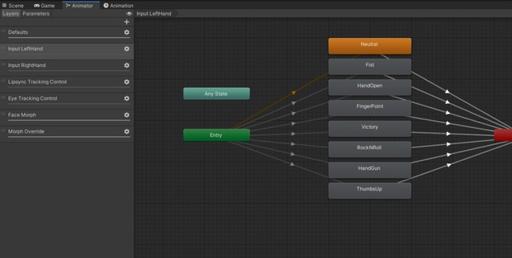 Scene Game Animator Animation
Layers Parameters
Input LeftHand
Defaults
Input LeftHand
Input RightHand
Lipsync Tracking Control
Eye Tracking Control
Face Morph
Morph Override
Any State
Entry
Neutral
Fist
HandOpen
FingerPoint
Victory
RockNRoll
HandGun
ThumbsUp